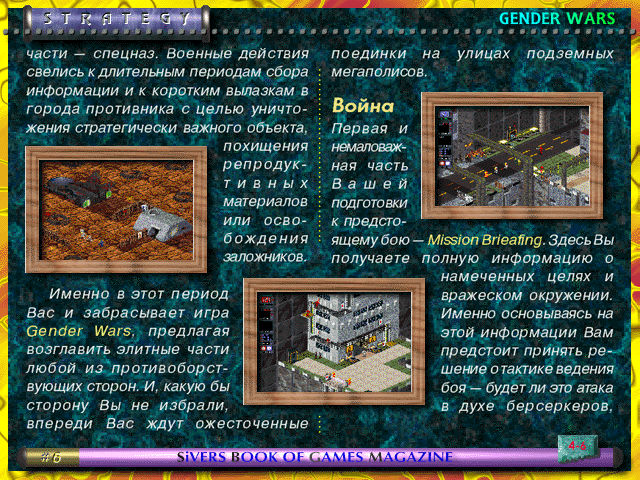 STRATEGY
GENDER WARS
части — спецназ. Военные действия
свелись к длительным периодам сбора
информации и к коротким вылазкам в
города противника с целью уничто-
жения стратегически важного объекта,
похищения
репродук-
тивных
материалов
или осво-
бождения
заложников.
Именно в этот период
Вас и забрасывает игра
Gender Wars, предлагая
возглавить элитные части
любой из противоборст-
вующих сторон. И, какую бы
сторону Вы не избрали,
впереди Вас ждут ожесточенные
поединки на улицах подземных
мегаполисов.
Война
Первая и
немаловаж-
ная часть
Вашей
подготовки
к предсто-
ящему бою — Mission Brieafing. Здесь Вы
получаете полную информацию о
намеченных целях и
вражеском окружении.
Именно основываясь на
этой информации Вам
предстоит принять ре-
шение о тактике ведения
боя — будет ли это атака
в духе берсеркеров,
#6
SiVERS BOOK OF GAMES MAGAZINE
4-6